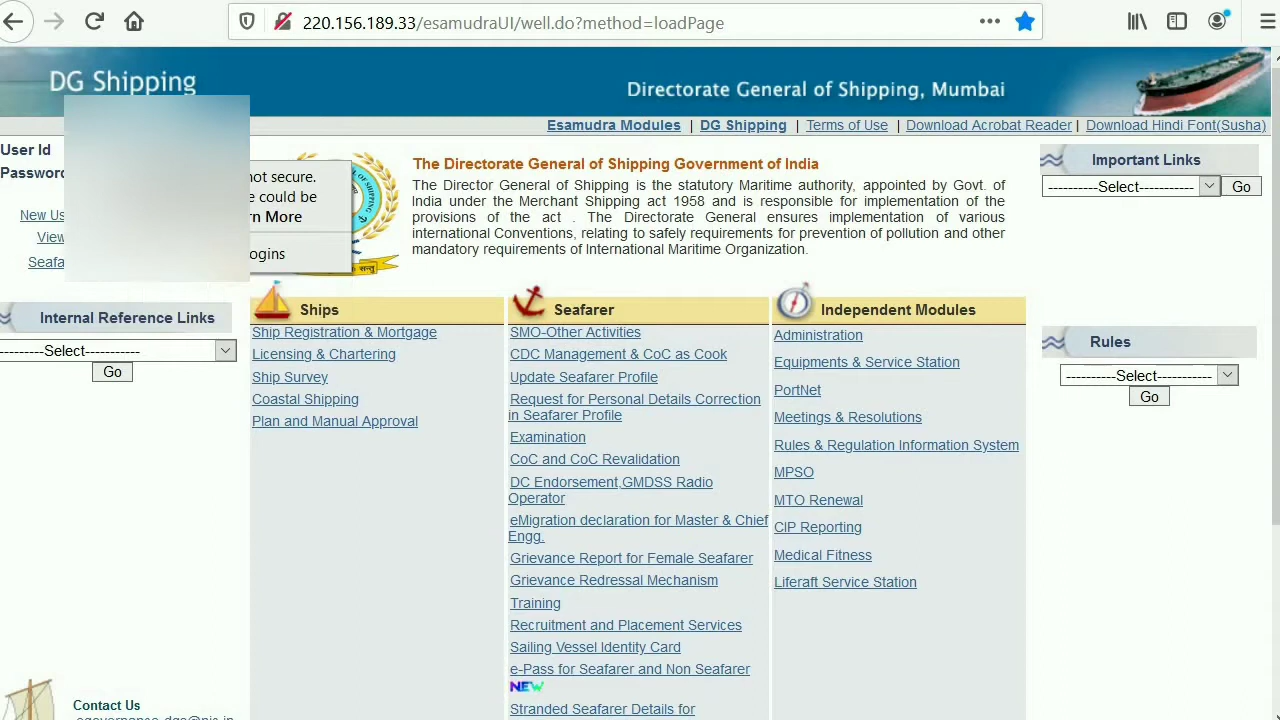 220.156.189.33/esamudraUI/well.do?method=loadPage
DG Shipping
Directorate General of Shipping, Mumbai
Esamudra Modules | DG Shipping | Terms of Use | Download Acrobat Reader | Download Hindi Font(Susha)
User Id
Password
New Us
View
Seafa
not secure.
e could be
n More
ogins
The Directorate General of Shipping Government of India
The Director General of Shipping is the statutory Maritime authority, appointed by Govt. of
India under the Merchant Shipping act 1958 and is responsible for implementation of the
provisions of the act . The Directorate General ensures implementation of various
international Conventions, relating to safely requirements for prevention of pollution and other
mandatory requirements of International Maritime Organization.
Important Links
----------Select-----------
Go
Internal Reference Links
---------Select-----------
Go
Ships
Ship Registration & Mortgage
Licensing & Chartering
Ship Survey
Coastal Shipping
Plan and Manual Approval
Seafarer
SMO-Other Activities
CDC Management & CoC as Cook
Update Seafarer Profile
Request for Personal Details Correction
in Seafarer Profile
Examination
CoC and CoC Revalidation
DC Endorsement,GMDSS Radio
Operator
eMigration declaration for Master & Chief
Engg.
Grievance Report for Female Seafarer
Grievance Redressal Mechanism
Training
Recruitment and Placement Services
Sailing Vessel Identity Card
e-Pass for Seafarer and Non Seafarer
NEW
Stranded Seafarer Details for
Independent Modules
Administration
Equipments & Service Station
PortNet
Meetings & Resolutions
Rules & Regulation Information System
MPSO
MTO Renewal
CIP Reporting
Medical Fitness
Liferaft Service Station
Rules
----------Select-----------
Go
Contact Us
egovernance-dgs@nic.in